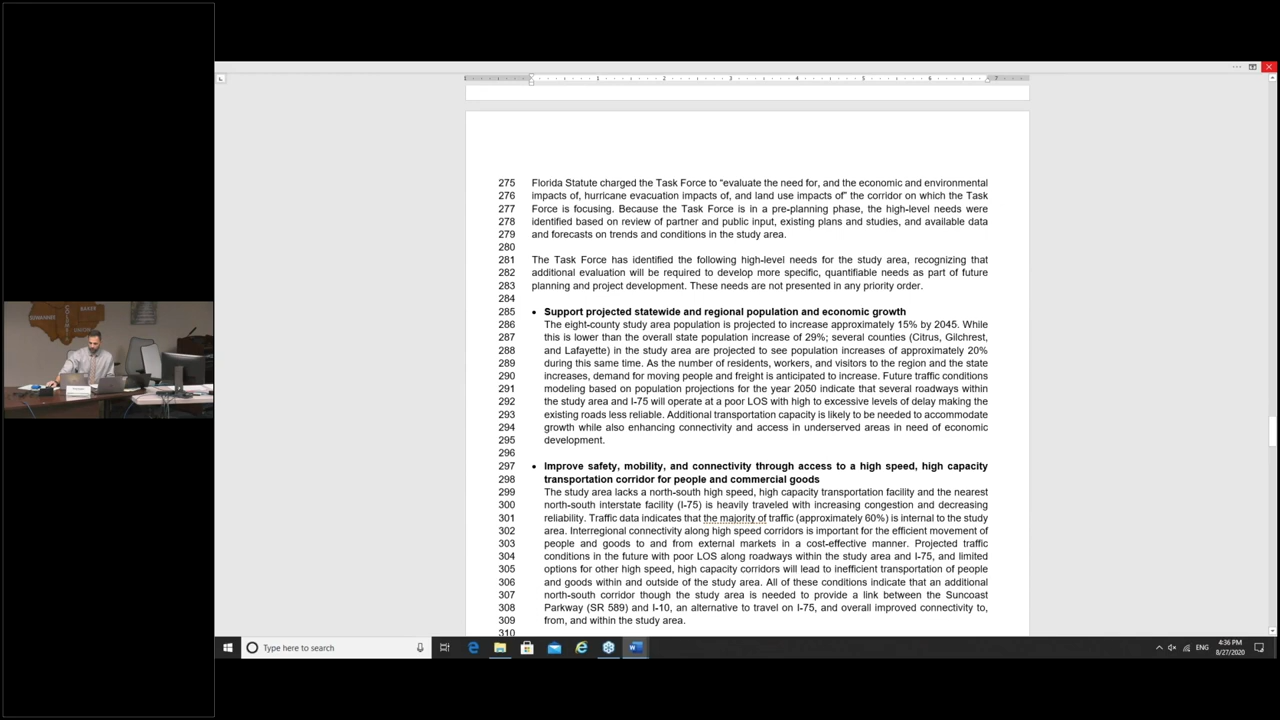 275 Florida Statute charged the Task Force to "evaluate the need for, and the economic and environmental
276 impacts of, hurricane evacuation impacts of, and land use impacts of" the corridor on which the Task
277 Force is focusing. Because the Task Force is in a pre-planning phase, the high-level needs were
278 identified based on review of partner and public input, existing plans and studies, and available data
279 and forecasts on trends and conditions in the study area.
280
281 The Task Force has identified the following high-level needs for the study area, recognizing that
282 additional evaluation will be required to develop more specific, quantifiable needs as part of future
283 planning and project development. These needs are not presented in any priority order.
284
285 • Support projected statewide and regional population and economic growth
286 The eight-county study area population is projected to increase approximately 15% by 2045. While
287 this is lower than the overall state population increase of 29%; several counties (Citrus, Gilchrest,
288 and Lafayette) in the study area are projected to see population increases of approximately 20%
289 during this same time. As the number of residents, workers, and visitors to the region and the state
290 increases, demand for moving people and freight is anticipated to increase. Future traffic conditions
291 modeling based on population projections for the year 2050 indicate that several roadways within
292 the study area and I-75 will operate at a poor LOS with high to excessive levels of delay making the
293 existing roads less reliable. Additional transportation capacity is likely to be needed to accommodate
294 growth while also enhancing connectivity and access in underserved areas in need of economic
295 development.
296
297 • Improve safety, mobility, and connectivity through access to a high speed, high capacity
298 transportation corridor for people and commercial goods
299 The study area lacks a north-south high speed, high capacity transportation facility and the nearest
300 north-south interstate facility (I-75) is heavily traveled with increasing congestion and decreasing
301 reliability. Traffic data indicates that the majority of traffic (approximately 60%) is internal to the study
302 area. Interregional connectivity along high speed corridors is important for the efficient movement of
303 people and goods to and from external markets in a cost-effective manner. Projected traffic
304 conditions in the future with poor LOS along roadways within the study area and I-75, and limited
305 options for other high speed, high capacity corridors will lead to inefficient transportation of people
306 and goods within and outside of the study area. All of these conditions indicate that an additional
307 north-south corridor though the study area is needed to provide a link between the Suncoast
308 Parkway (SR 589) and I-10, an alternative to travel on I-75, and overall improved connectivity to,
309 from, and within the study area.
310
Type here to search
ENG
4:36 PM
8/27/2020